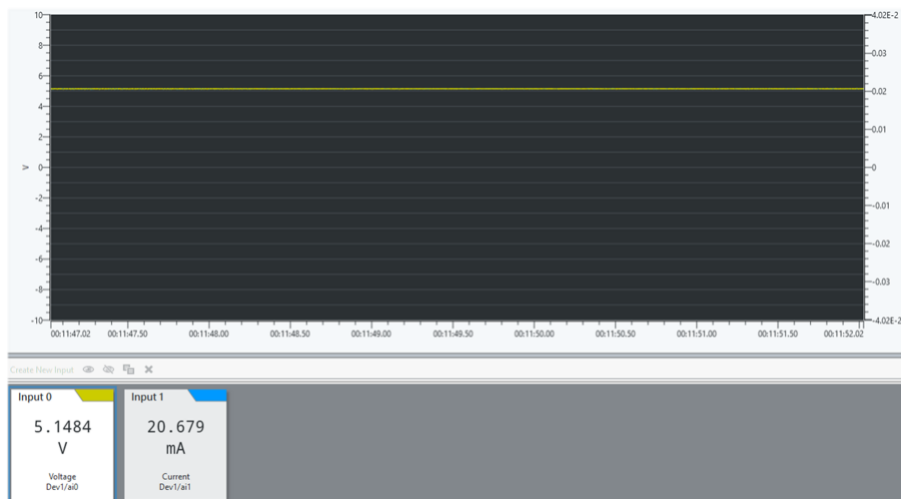 10
8
6
4
2
V
0
-2
-4
-6
-8
-10
4.02E-2
0.03
0.02
0.01
0
-0.01
-0.02
-0.03
-4.02E-2
00:11:47.02 00:11:47.50 00:11:48.00 00:11:48.50 00:11:49.00 00:11:49.50 00:11:50.00 00:11:50.50 00:11:51.00 00:11:51.50 00:11:52.02
Create New Input
Input 0
5.1484
V
Voltage
Dev1/ai0
Input 1
20.679
mA
Current
Dev1/ai1